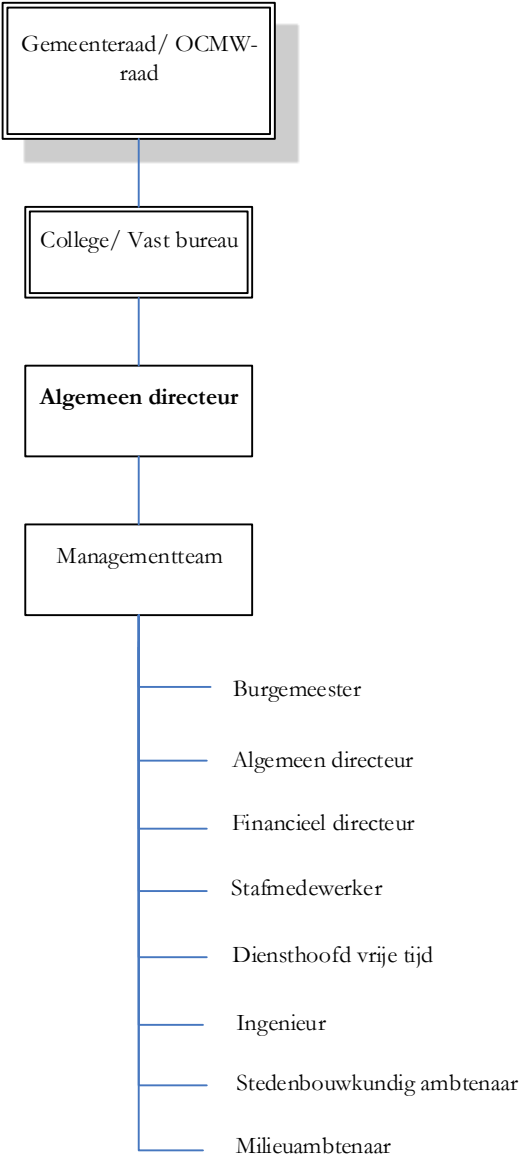 Gemeenteraad/ OCMW-
raad
College/ Vast bureau
Algemeen directeur
Managementteam
Burgemeester
Algemeen directeur
Financieel directeur
Stafmedewerker
Diensthoofd vrije tijd
Ingenieur
Stedenbouwkundig ambtenaar
Milieuambtenaar